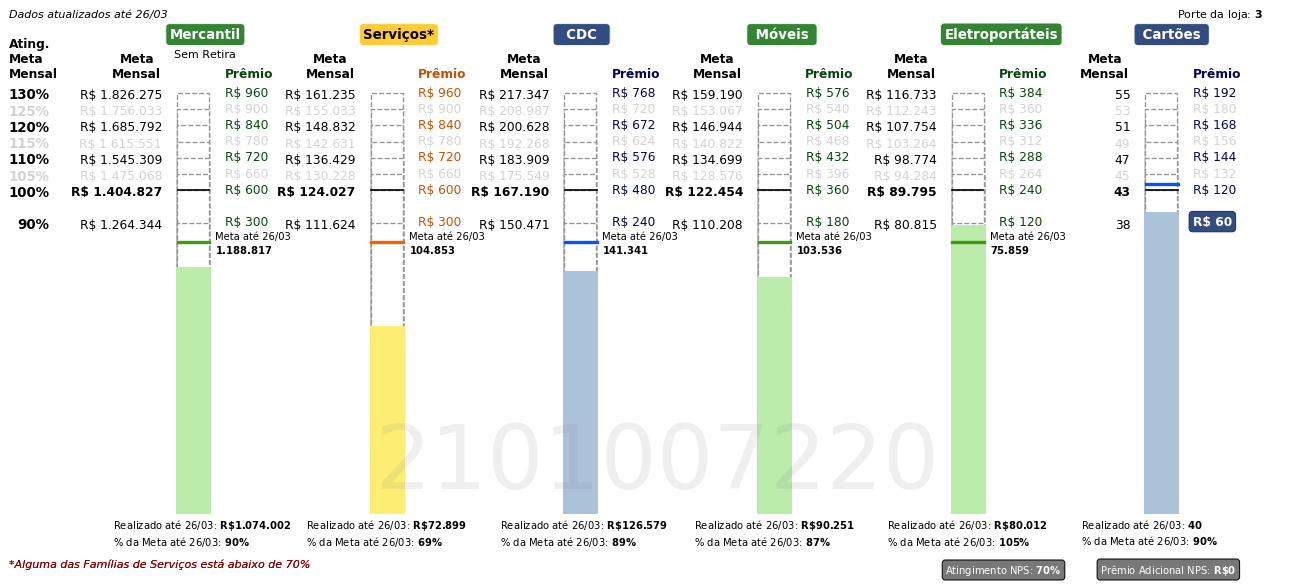 Dados atualizados até 26/03 Porte da loja: 3
Mercantil Serviços* CDC Móveis Eletroportáteis Cartões
Sem Retira
Ating. Meta Mensal Meta Mensal Prêmio Meta Mensal Prêmio Meta Mensal Prêmio Meta Mensal Prêmio Meta Mensal Prêmio Meta Mensal Prêmio
130% R$ 1.826.275 R$ 960 R$ 161.235 R$ 960 R$ 217.347 R$ 768 R$ 159.190 R$ 576 R$ 116.733 R$ 384 55 R$ 192
125% R$ 1.756.033 R$ 900 R$ 155.033 R$ 900 R$ 208.987 R$ 720 R$ 153.067 R$ 540 R$ 112.243 R$ 360 53 R$ 180
120% R$ 1.685.792 R$ 840 R$ 148.832 R$ 840 R$ 200.628 R$ 672 R$ 146.944 R$ 504 R$ 107.754 R$ 336 51 R$ 168
115% R$ 1.615.551 R$ 780 R$ 142.631 R$ 780 R$ 192.268 R$ 624 R$ 140.822 R$ 468 R$ 103.264 R$ 312 49 R$ 156
110% R$ 1.545.309 R$ 720 R$ 136.429 R$ 720 R$ 183.909 R$ 576 R$ 134.699 R$ 432 R$ 98.774 R$ 288 47 R$ 144
105% R$ 1.475.068 R$ 660 R$ 130.228 R$ 660 R$ 175.549 R$ 528 R$ 128.576 R$ 396 R$ 94.284 R$ 264 45 R$ 132
100% R$ 1.404.827 R$ 600 R$ 124.027 R$ 600 R$ 167.190 R$ 480 R$ 122.454 R$ 360 R$ 89.795 R$ 240 43 R$ 120
90% R$ 1.264.344 R$ 300 R$ 111.624 R$ 300 R$ 150.471 R$ 240 R$ 110.208 R$ 180 R$ 80.815 R$ 120 38 R$ 60
Meta até 26/03 Meta até 26/03 Meta até 26/03 Meta até 26/03 Meta até 26/03
1.188.817 104.853 141.341 103.536 75.859
2101007220
Realizado até 26/03: R$1.074.002 Realizado até 26/03: R$72.899 Realizado até 26/03: R$126.579 Realizado até 26/03: R$90.251 Realizado até 26/03: R$80.012 Realizado até 26/03: 40
% da Meta até 26/03: 90% % da Meta até 26/03: 69% % da Meta até 26/03: 89% % da Meta até 26/03: 87% % da Meta até 26/03: 105% % da Meta até 26/03: 90%
*Alguma das Famílias de Serviços está abaixo de 70% Atingimento NPS: 70% Prêmio Adicional NPS: R$0